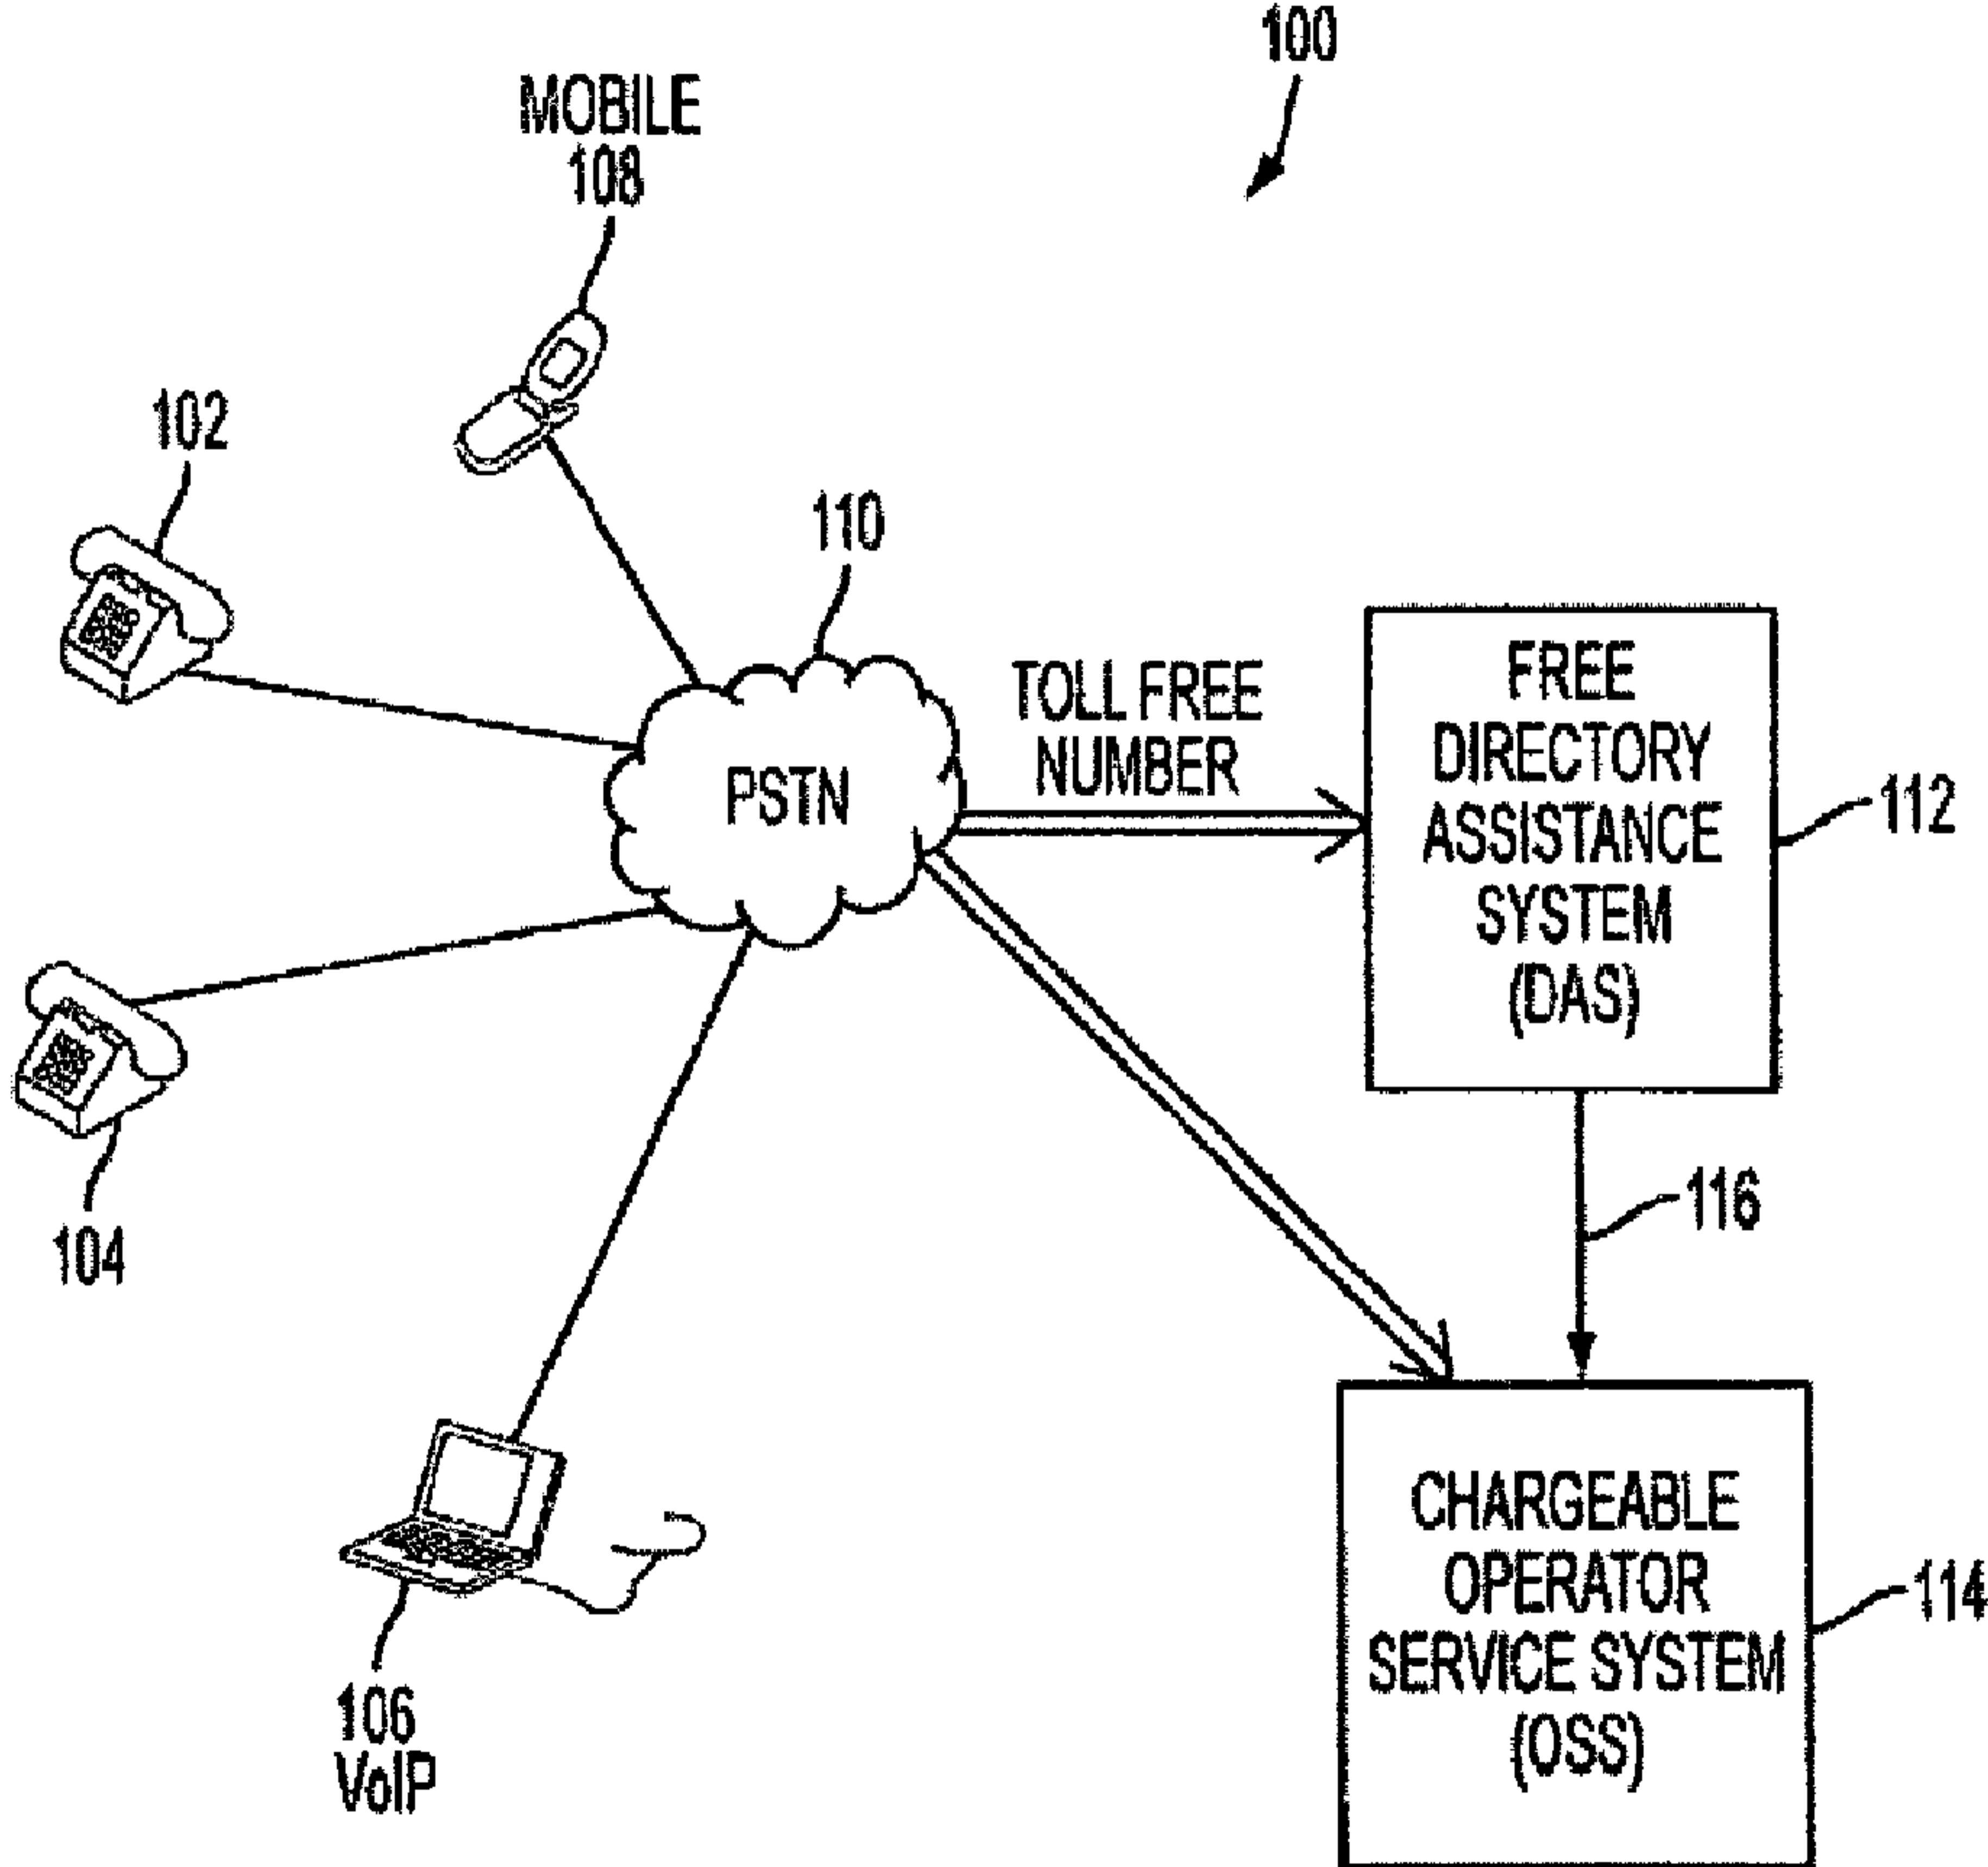 100
MOBILE
108
102
110
TOLL FREE
NUMBER
PSTN
FREE
DIRECTORY
ASSISTANCE
SYSTEM
(DAS)
112
104
116
106
VoIP
CHARGEABLE
OPERATOR
SERVICE SYSTEM
(OSS)
114